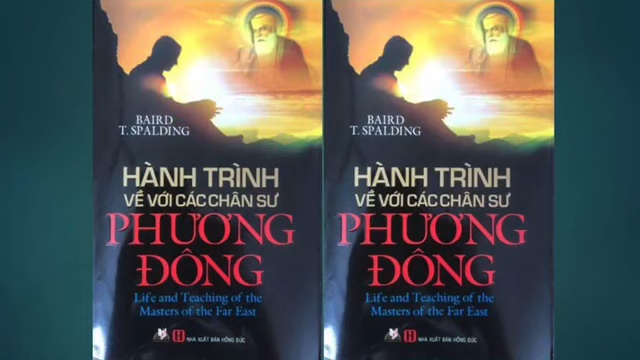 BAIRD
T. SPALDING
HÀNH TRÌNH
VỀ VỚI CÁC CHÂN SƯ
PHƯƠNG
ĐÔNG
Life and Teaching of the
Masters of the Far East
NHÀ XUẤT BẢN HỒNG ĐỨC
BAIRD
T. SPALDING
HÀNH TRÌNH
VỀ VỚI CÁC CHÂN SƯ
PHƯƠNG
ĐÔNG
Life and Teaching of the
Masters of the Far East
NHÀ XUẤT BẢN HỒNG ĐỨC